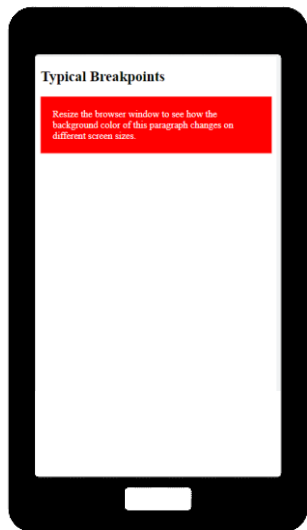 Typical Breakpoints
Resize the browser window to see how the
background color of this paragraph changes on
different screen sizes.